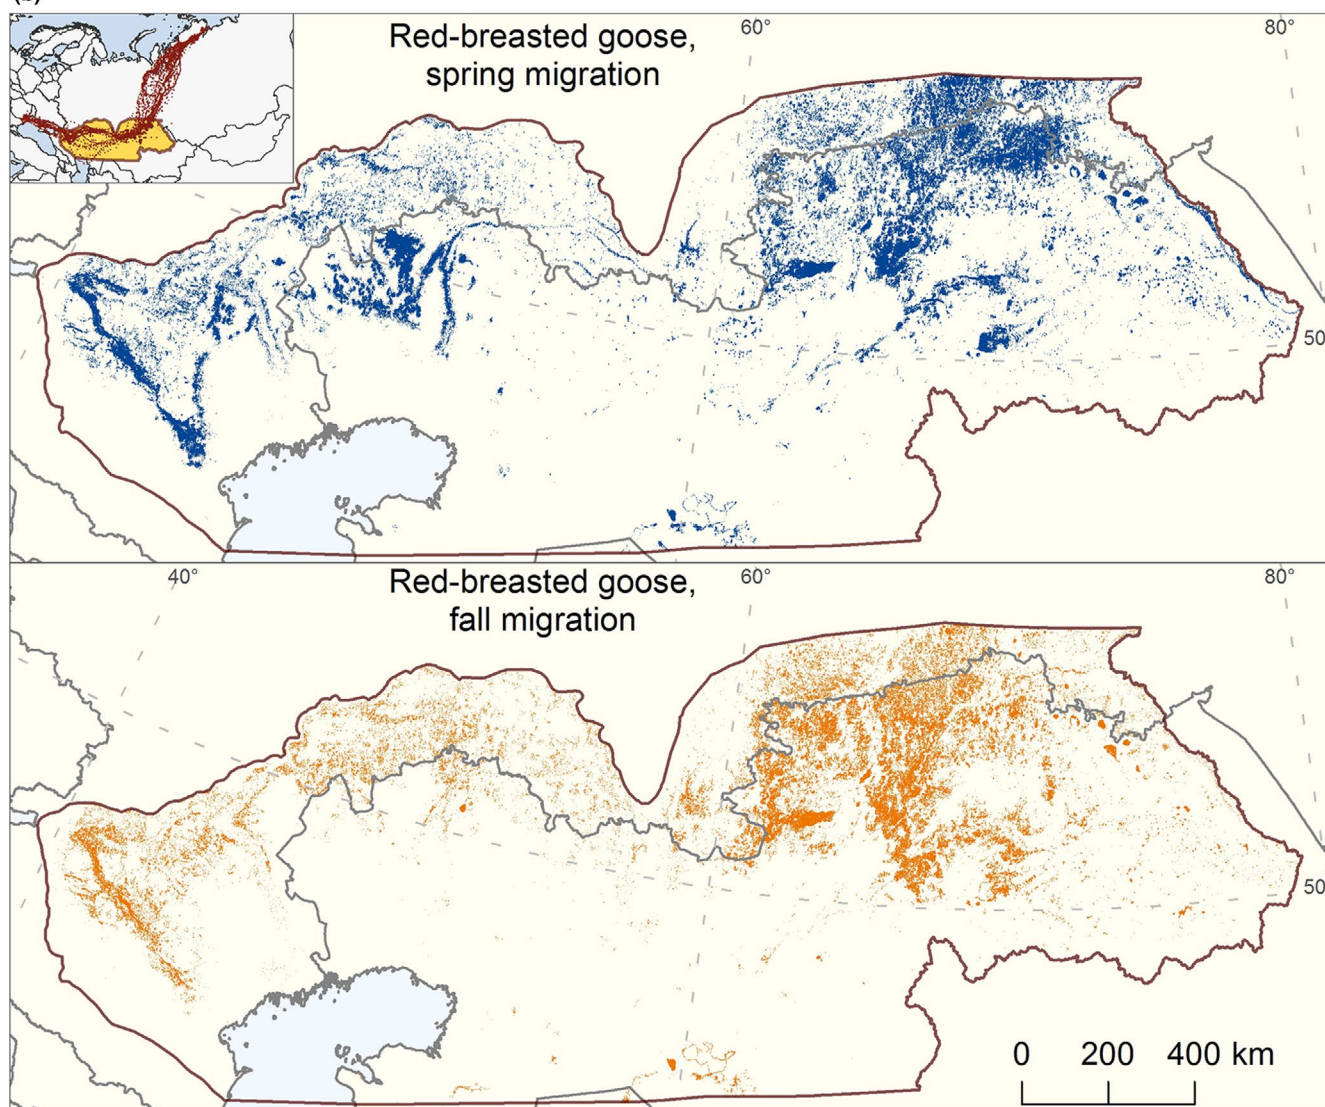 (b)
Red-breasted goose,
spring migration
60°
80°
50
40°
60°
80°
Red-breasted goose,
fall migration
50
0 200 400 km